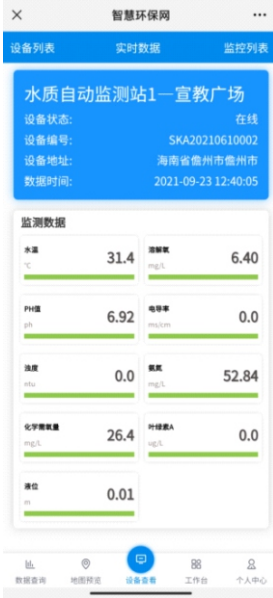 智慧环保网
设备列表 实时数据 监控列表
水质自动监测站1—宣教广场
设备状态: 在线
设备编号: SKA20210610002
设备地址: 海南省儋州市儋州市
数据时间: 2021-09-23 12:40:05
监测数据
水温 ℃ 31.4
溶解氧 mg/L 6.40
PH值 ph 6.92
电导率 ms/cm 0.0
浊度 ntu 0.0
氨氮 mg/L 52.84
化学需氧量 mg/L 26.4
叶绿素A ug/L 0.0
液位 m 0.01
数据查询 地图预览 设备查看 工作台 个人中心